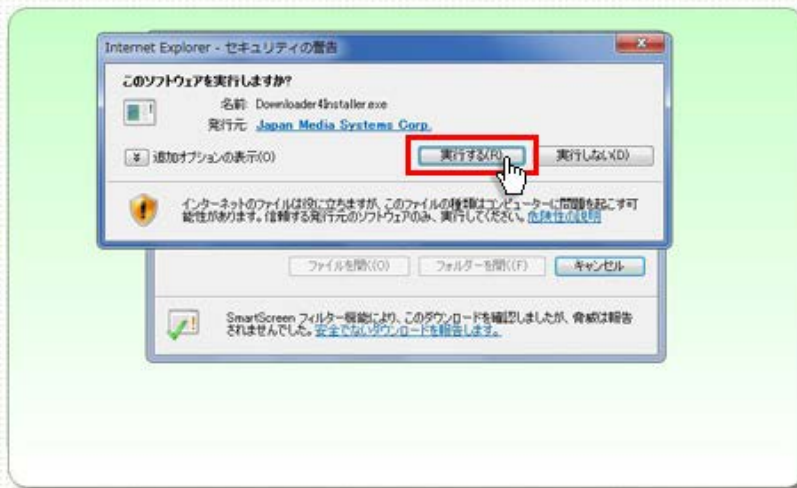 Internet Explorer - セキュリティの警告
このソフトウェアを実行しますか?
名前: Downloader4Installer.exe
発行元: Japan Media Systems Corp.
追加オプションの表示(O)
実行する(R)
実行しない(D)
インターネットのファイルは役に立ちますが、このファイルの種類はコンピューターに問題を起こす可
能性があります。信頼する発行元のソフトウェアのみ、実行してください。危険性の説明
ファイルを開く(O)
フォルダーを開く(F)
キャンセル
SmartScreen フィルター機能により、このダウンロードを確認しましたが、脅威は報告
されませんでした。安全でないダウンロードを報告します。